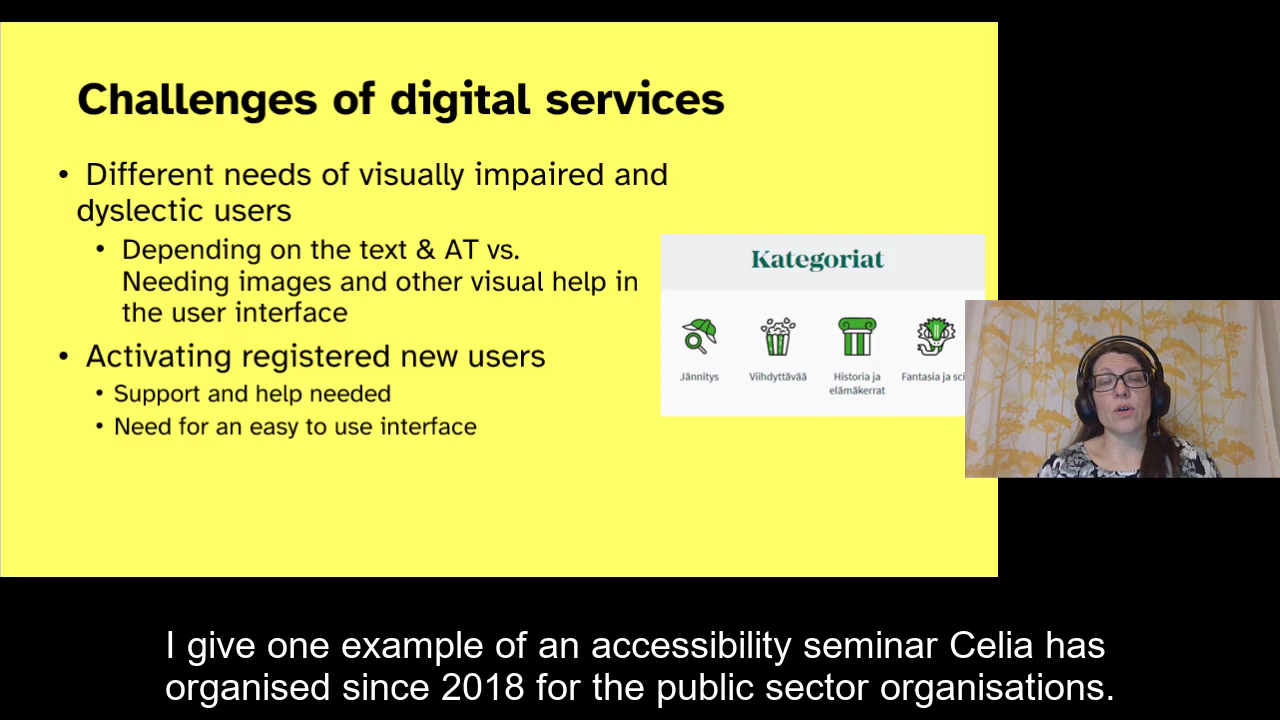 Challenges of digital services
• Different needs of visually impaired and
dyslectic users
• Depending on the text & AT vs.
Needing images and other visual help in
the user interface
• Activating registered new users
• Support and help needed
• Need for an easy to use interface
Kategoriat
Jännitys
Viihdyttävää
Historia ja
elämäkerrat
Fantasia ja sci
I give one example of an accessibility seminar Celia has
organised since 2018 for the public sector organisations.